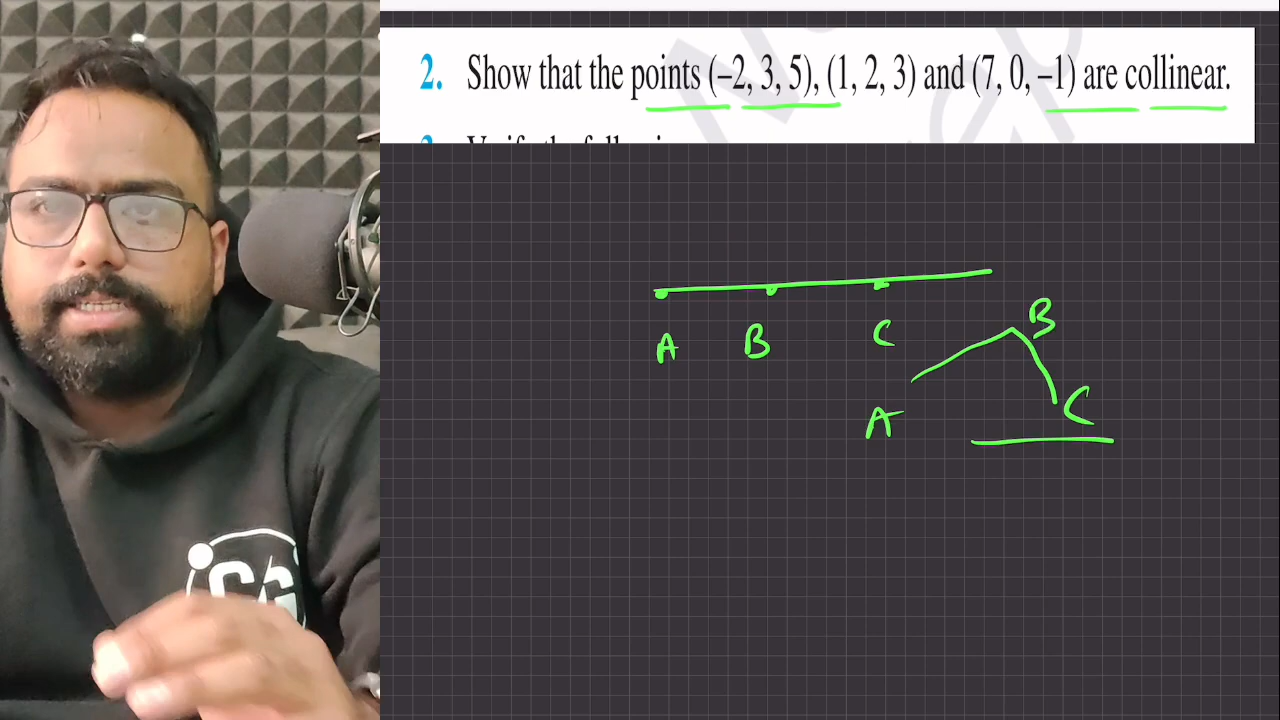 2. Show that the points (–2, 3, 5), (1, 2, 3) and (7, 0, –1) are collinear.
A B C
B
A C